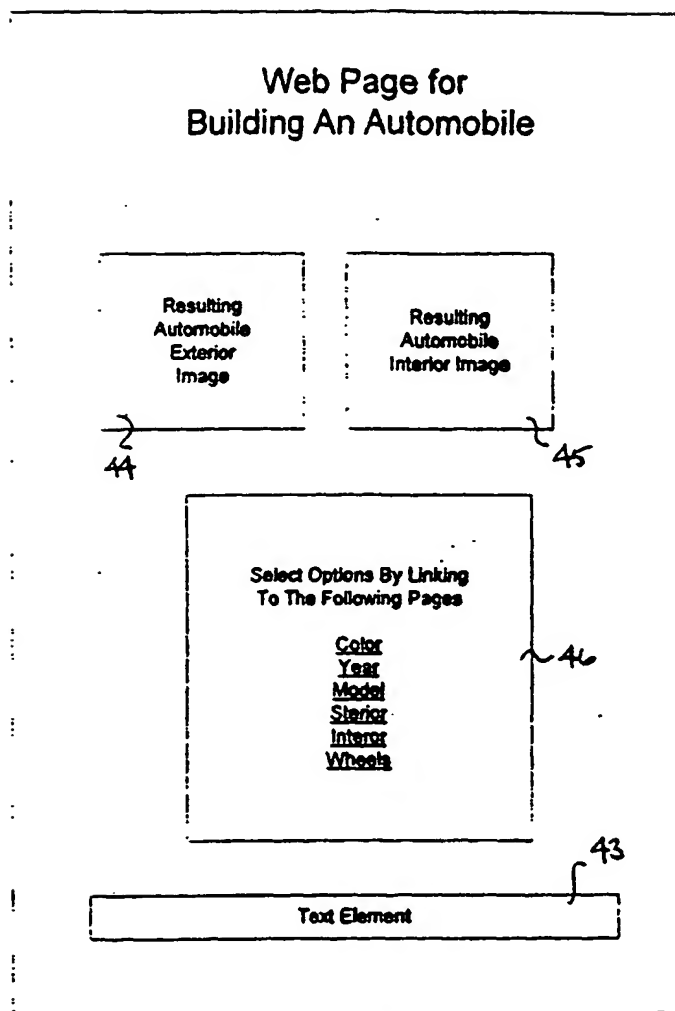 Web Page for
Building An Automobile
Resulting
Automobile
Exterior
Image
Resulting
Automobile
Interior Image
44
45
Select Options By Linking
To The Following Pages
Color
Year
Model
Sterior
Interor
Wheels
46
43
Text Element